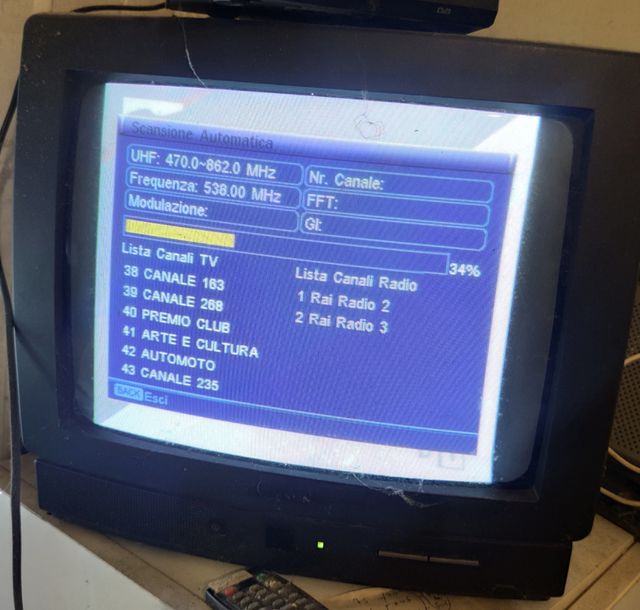 Scansione Automatica
UHF: 470.0~862.0 MHz
Nr. Canale:
Frequenza: 538.00 MHz
FFT:
Modulazione:
GI:
34%
Lista Canali TV
38 CANALE 163
39 CANALE 268
40 PREMIO CLUB
41 ARTE E CULTURA
42 AUTOMOTO
43 CANALE 235
Lista Canali Radio
1 Rai Radio 2
2 Rai Radio 3
BACK Esci